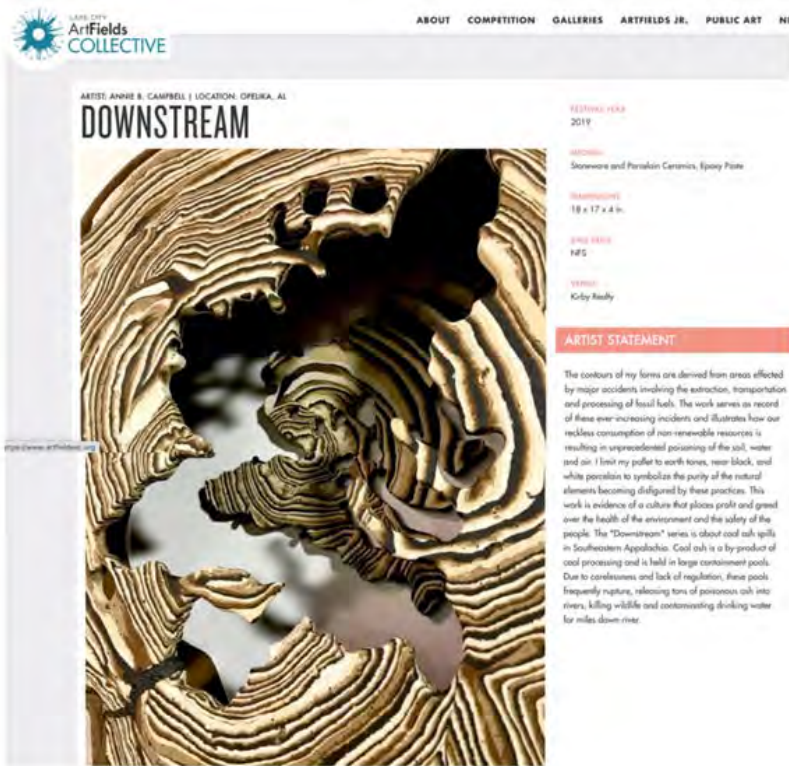 LAKE CITY
ArtFields
COLLECTIVE
ABOUT COMPETITION GALLERIES ARTFIELDS JR. PUBLIC ART
ARTIST: ANNIE B. CAMPBELL | LOCATION: OPELIKA, AL
DOWNSTREAM
FESTIVAL YEAR
2019
Stoneware and Porcelain Ceramics, Epoxy Paste
DIMENSIONS
18 x 17 x 4 in.
NFS
VENUE
Kirby Realty
ARTIST STATEMENT
The contours of my forms are derived from areas effected
by major accidents involving the extraction, transportation
and processing of fossil fuels. The work serves as record
of these ever-increasing incidents and illustrates how our
reckless consumption of non-renewable resources is
resulting in unprecedented poisoning of the soil, water
and air. I limit my pallet to earth tones, near black, and
white porcelain to symbolize the purity of the natural
elements becoming disfigured by these practices. This
work is evidence of a culture that places profit and greed
over the health of the environment and the safety of the
people. The "Downstream" series is about coal ash spills
in Southeastern Appalachia. Coal ash is a by-product of
coal processing and is held in large containment pools.
Due to carelessness and lack of regulation, these pools
frequently rupture, releasing tons of poisonous ash into
rivers, killing wildlife and contaminating drinking water
for miles down river.